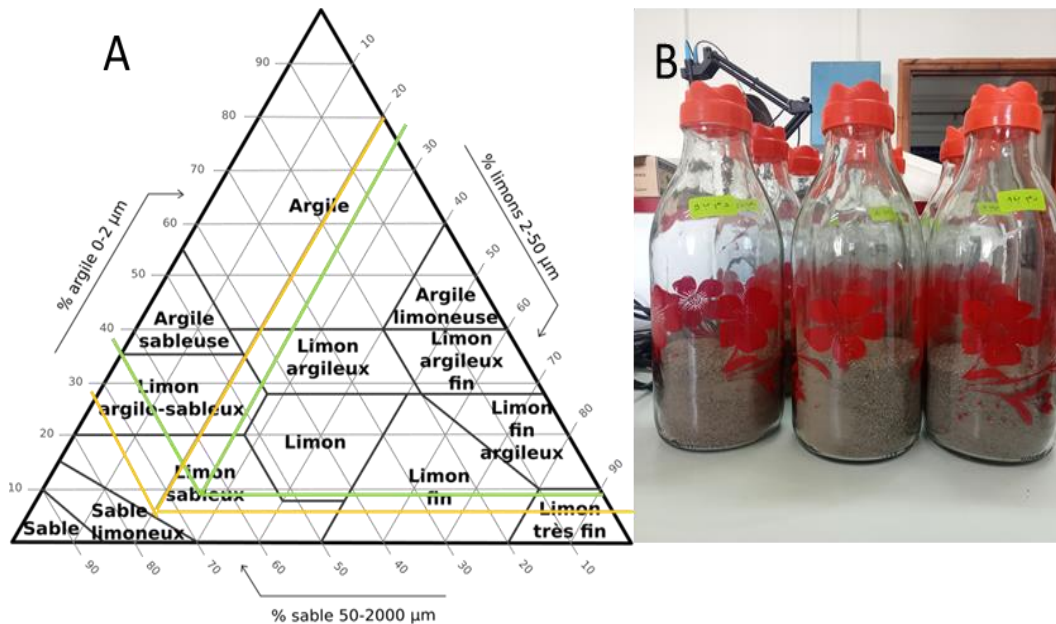 A
B
10
90
20
80
30
70
Argile
% argile 0-2 µm
% limons 2-50 µm
60
40
50
50
Argile
limoneuse
60
Argile
sableuse
40
Limon
argileux
Limon
argileux
fin
70
30
Limon
argilo-sableux
Limon
fin
argileux
80
20
Limon
Limon
sableux
Limon
fin
90
10
Sable
Sable
limoneux
Limon
très fin
90
80
70
60
50
40
30
20
10
% sable 50-2000 µm